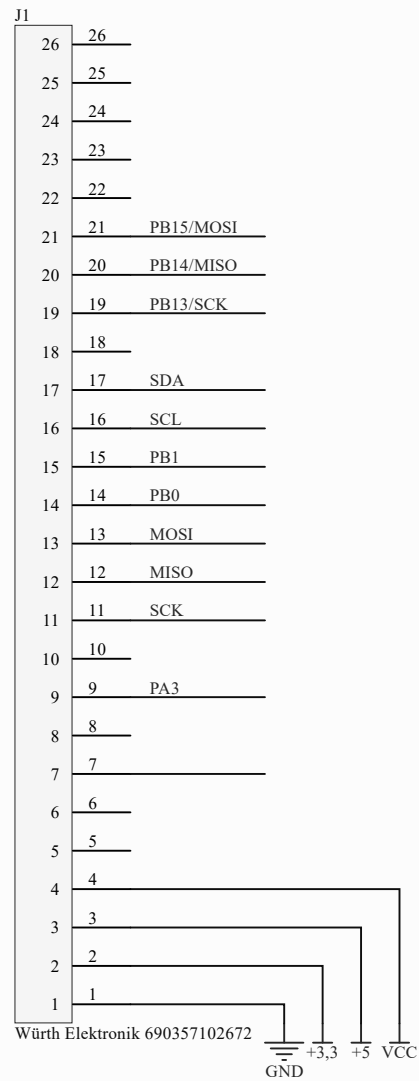 J1
26 26
25 25
24 24
23 23
22 22
21 21 PB15/MOSI
20 20 PB14/MISO
19 19 PB13/SCK
18 18
17 17 SDA
16 16 SCL
15 15 PB1
14 14 PB0
13 13 MOSI
12 12 MISO
11 11 SCK
10 10
9 9 PA3
8 8
7 7
6 6
5 5
4 4
3 3
2 2
1 1
Würth Elektronik 690357102672
+3,3 +5 VCC
GND